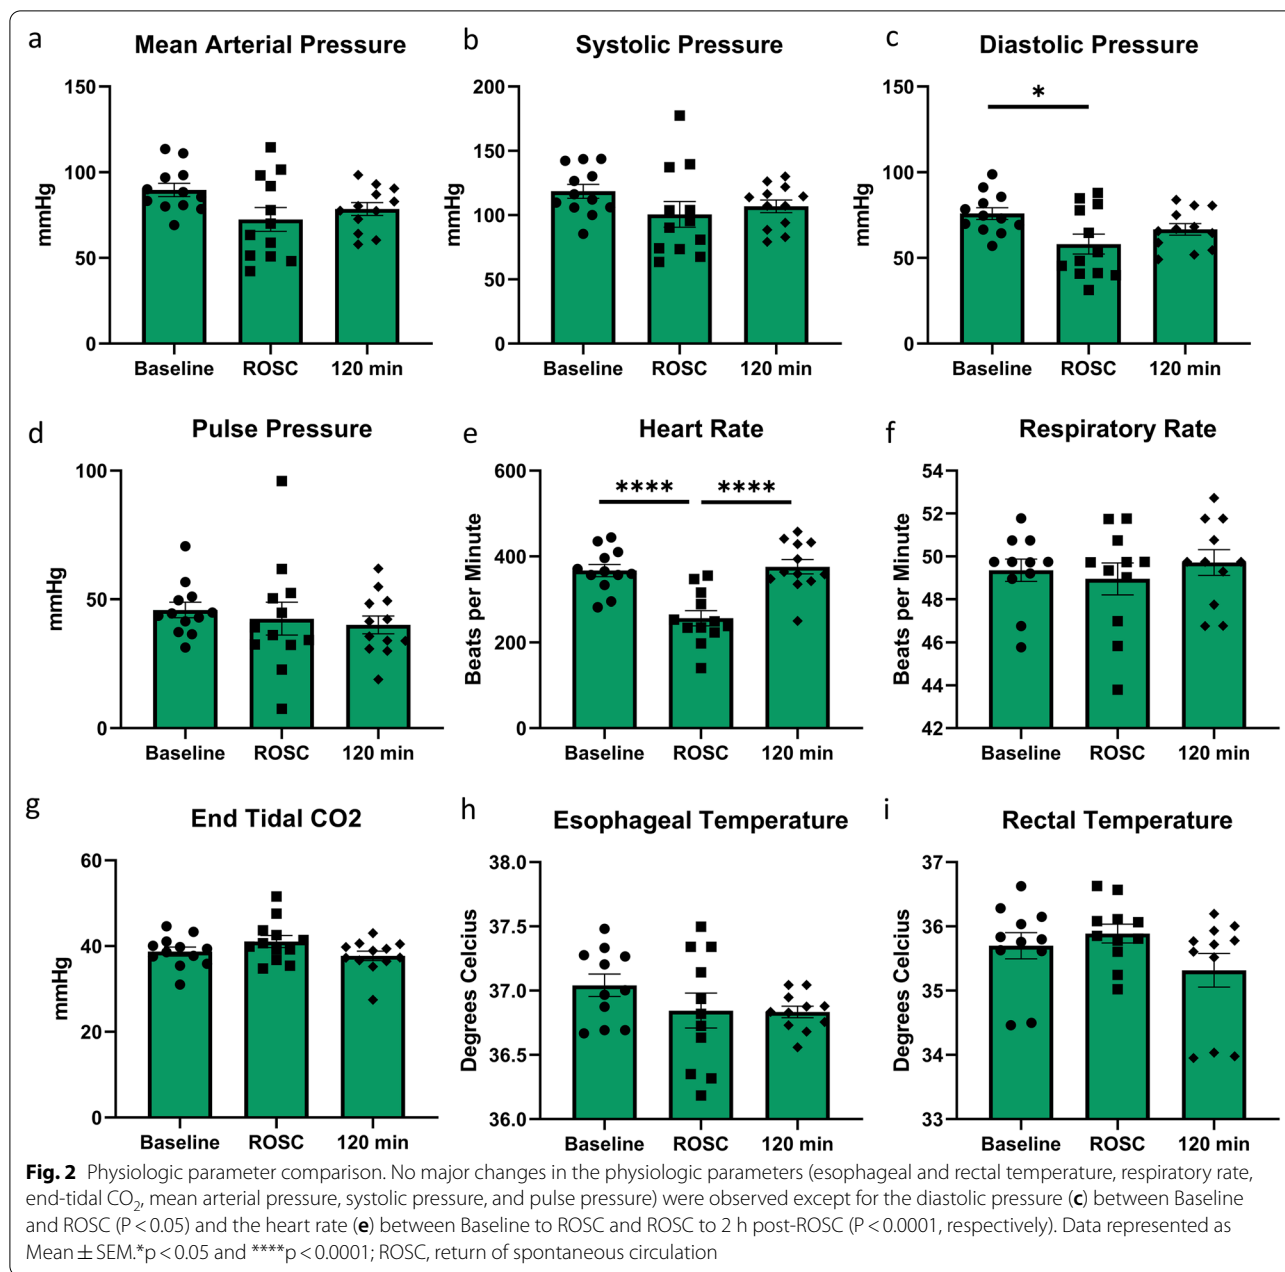 a
Mean Arterial Pressure
mmHg
150
100
50
0
Baseline
ROSC
120 min
b
Systolic Pressure
mmHg
200
150
100
50
0
Baseline
ROSC
120 min
c
Diastolic Pressure
mmHg
150
100
50
0
*
Baseline
ROSC
120 min
d
Pulse Pressure
mmHg
100
50
0
Baseline
ROSC
120 min
e
Heart Rate
Beats per Minute
600
400
200
0
****
****
Baseline
ROSC
120 min
f
Respiratory Rate
Beats per Minute
54
52
50
48
46
44
42
Baseline
ROSC
120 min
g
End Tidal CO2
mmHg
60
40
20
0
Baseline
ROSC
120 min
h
Esophageal Temperature
Degrees Celcius
38.0
37.5
37.0
36.5
36.0
Baseline
ROSC
120 min
i
Rectal Temperature
Degrees Celcius
37
36
35
34
33
Baseline
ROSC
120 min
Fig. 2 Physiologic parameter comparison. No major changes in the physiologic parameters (esophageal and rectal temperature, respiratory rate,
end-tidal CO₂, mean arterial pressure, systolic pressure, and pulse pressure) were observed except for the diastolic pressure (c) between Baseline
and ROSC (P < 0.05) and the heart rate (e) between Baseline to ROSC and ROSC to 2 h post-ROSC (P < 0.0001, respectively). Data represented as
Mean ± SEM.*p < 0.05 and ****p < 0.0001; ROSC, return of spontaneous circulation